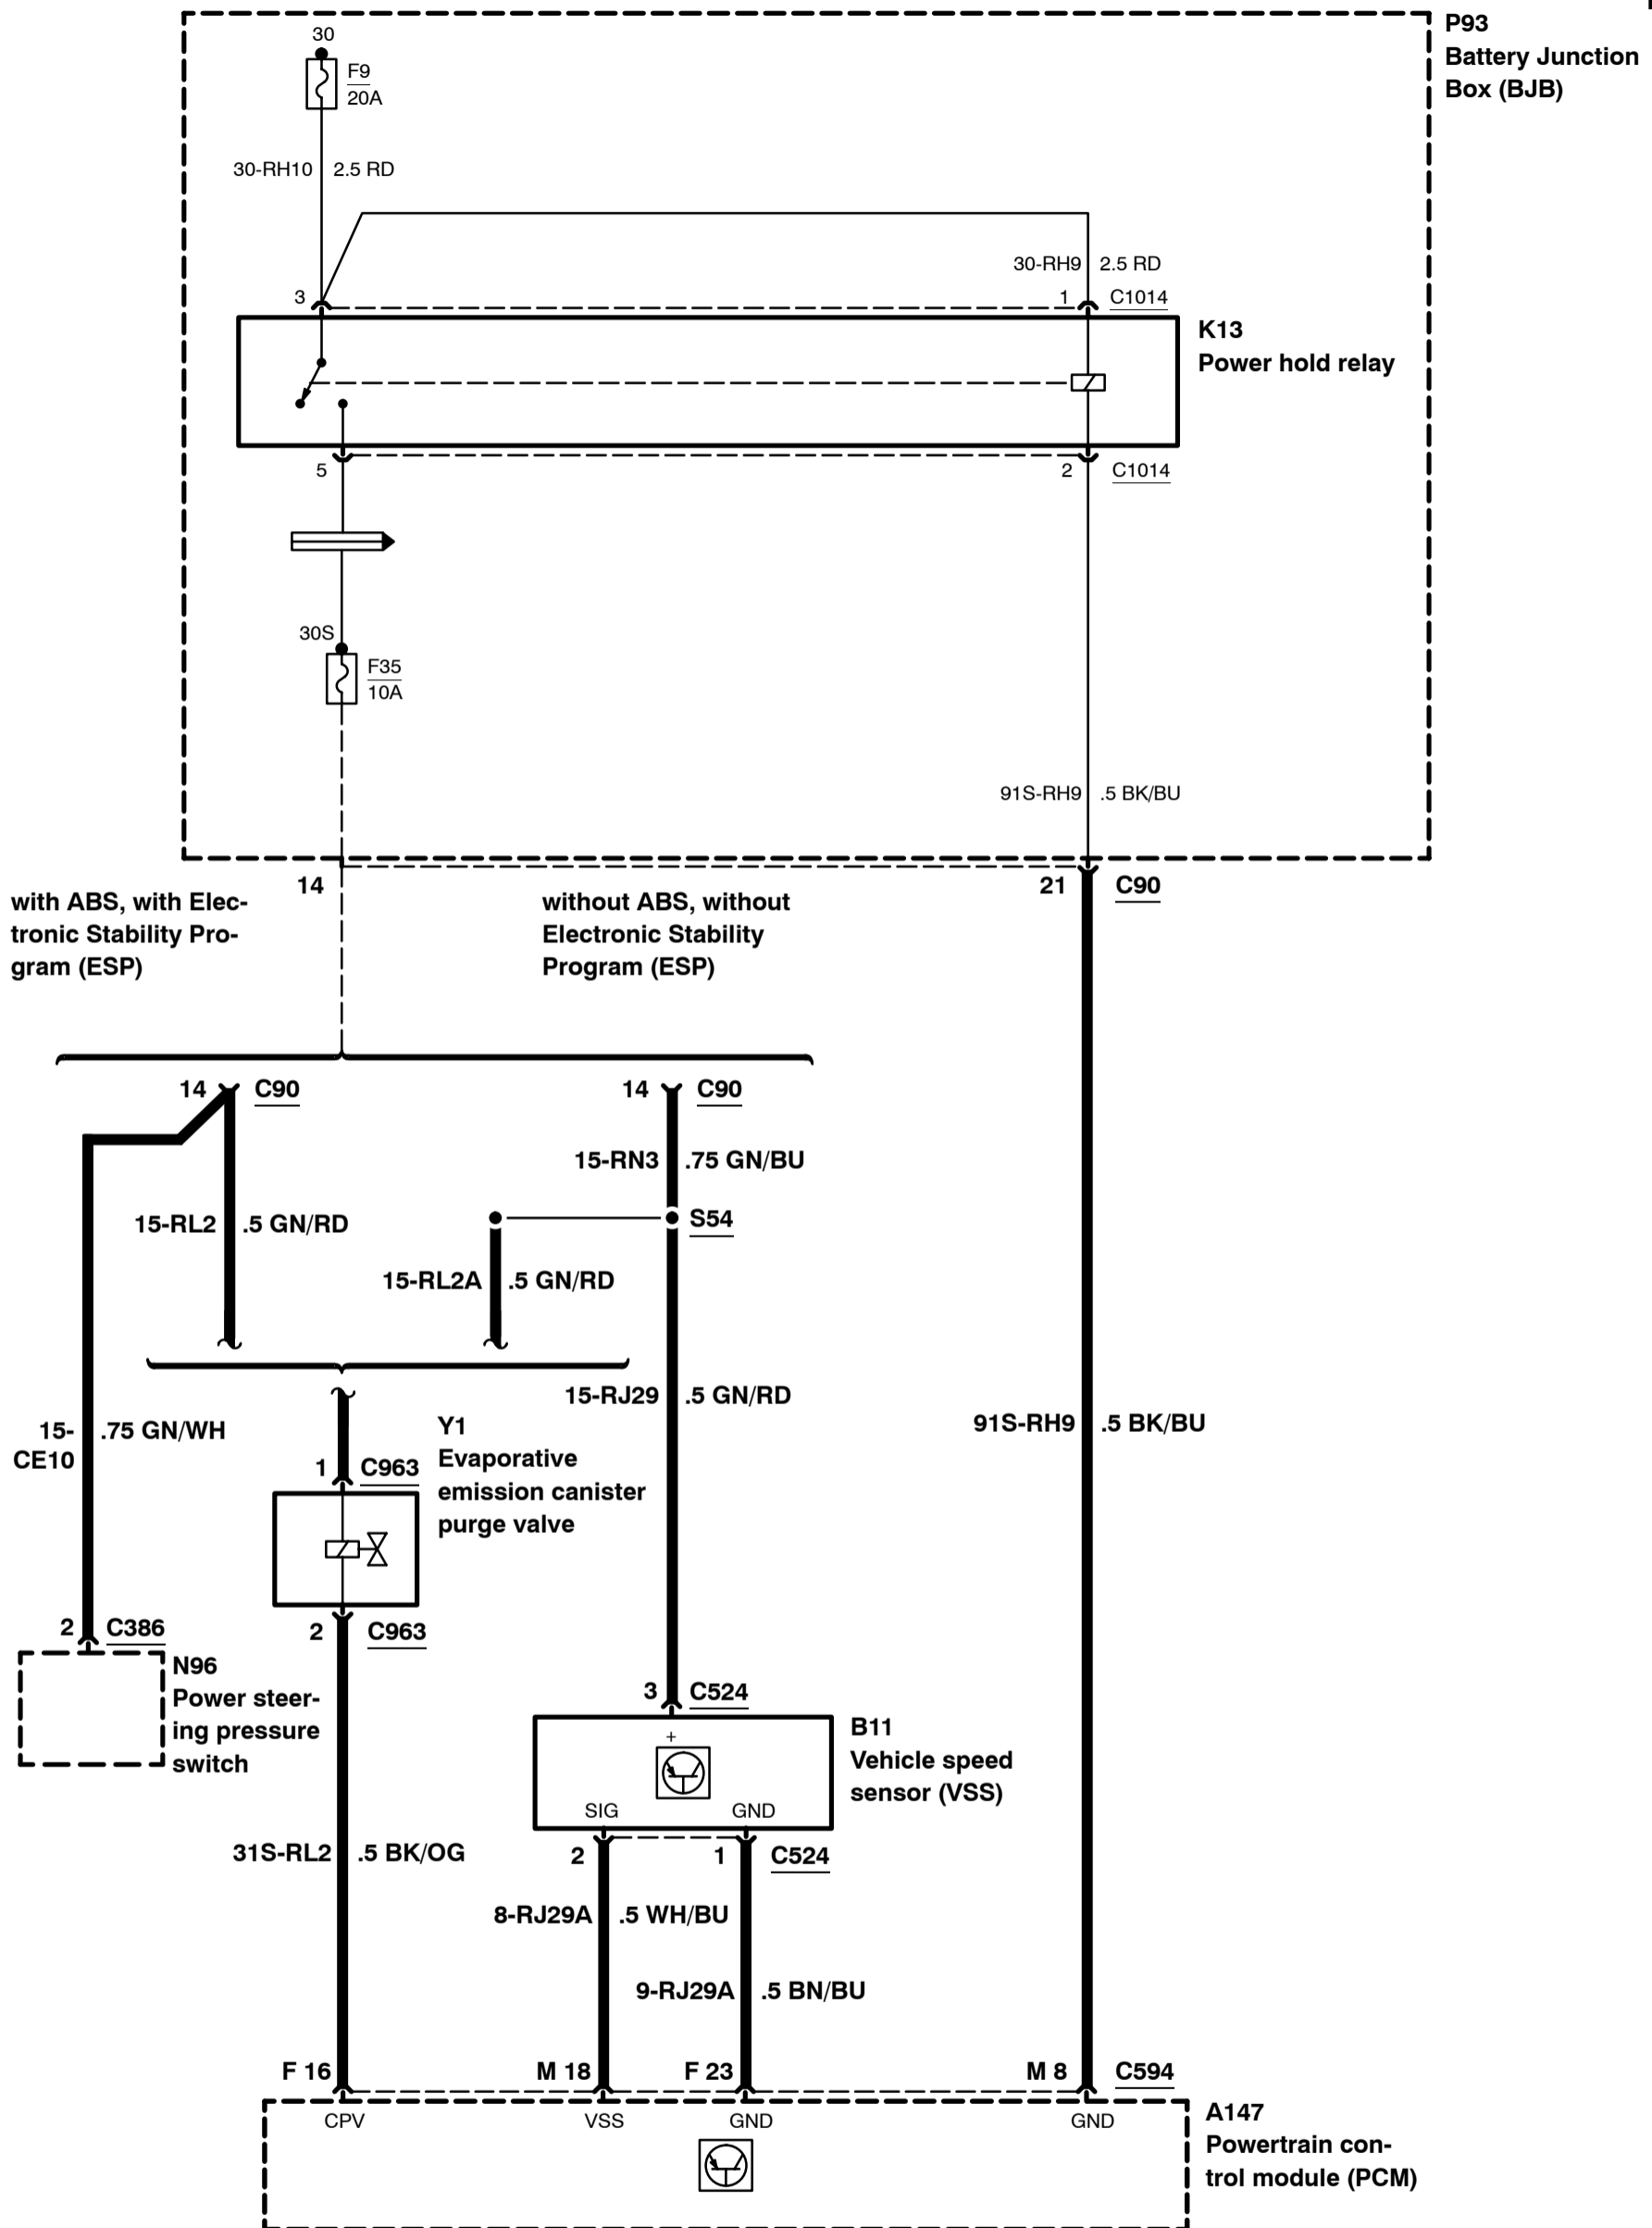 P93
Battery Junction
Box (BJB)
30
F9
20A
30-RH10 2.5 RD
30-RH9 2.5 RD
3
1 C1014
K13
Power hold relay
5
2 C1014
30S
F35
10A
91S-RH9 .5 BK/BU
14
21 C90
with ABS, with Elec-
tronic Stability Pro-
gram (ESP)
without ABS, without
Electronic Stability
Program (ESP)
14 C90
14 C90
15-RN3 .75 GN/BU
S54
15-RL2 .5 GN/RD
15-RL2A .5 GN/RD
15-RJ29 .5 GN/RD
15-
CE10
.75 GN/WH
91S-RH9 .5 BK/BU
Y1
Evaporative
emission canister
purge valve
1 C963
2 C963
2 C386
N96
Power steer-
ing pressure
switch
3 C524
+
SIG
GND
B11
Vehicle speed
sensor (VSS)
2
1 C524
31S-RL2 .5 BK/OG
8-RJ29A .5 WH/BU
9-RJ29A .5 BN/BU
F 16
M 18
F 23
M 8 C594
CPV
VSS
GND
GND
A147
Powertrain con-
trol module (PCM)